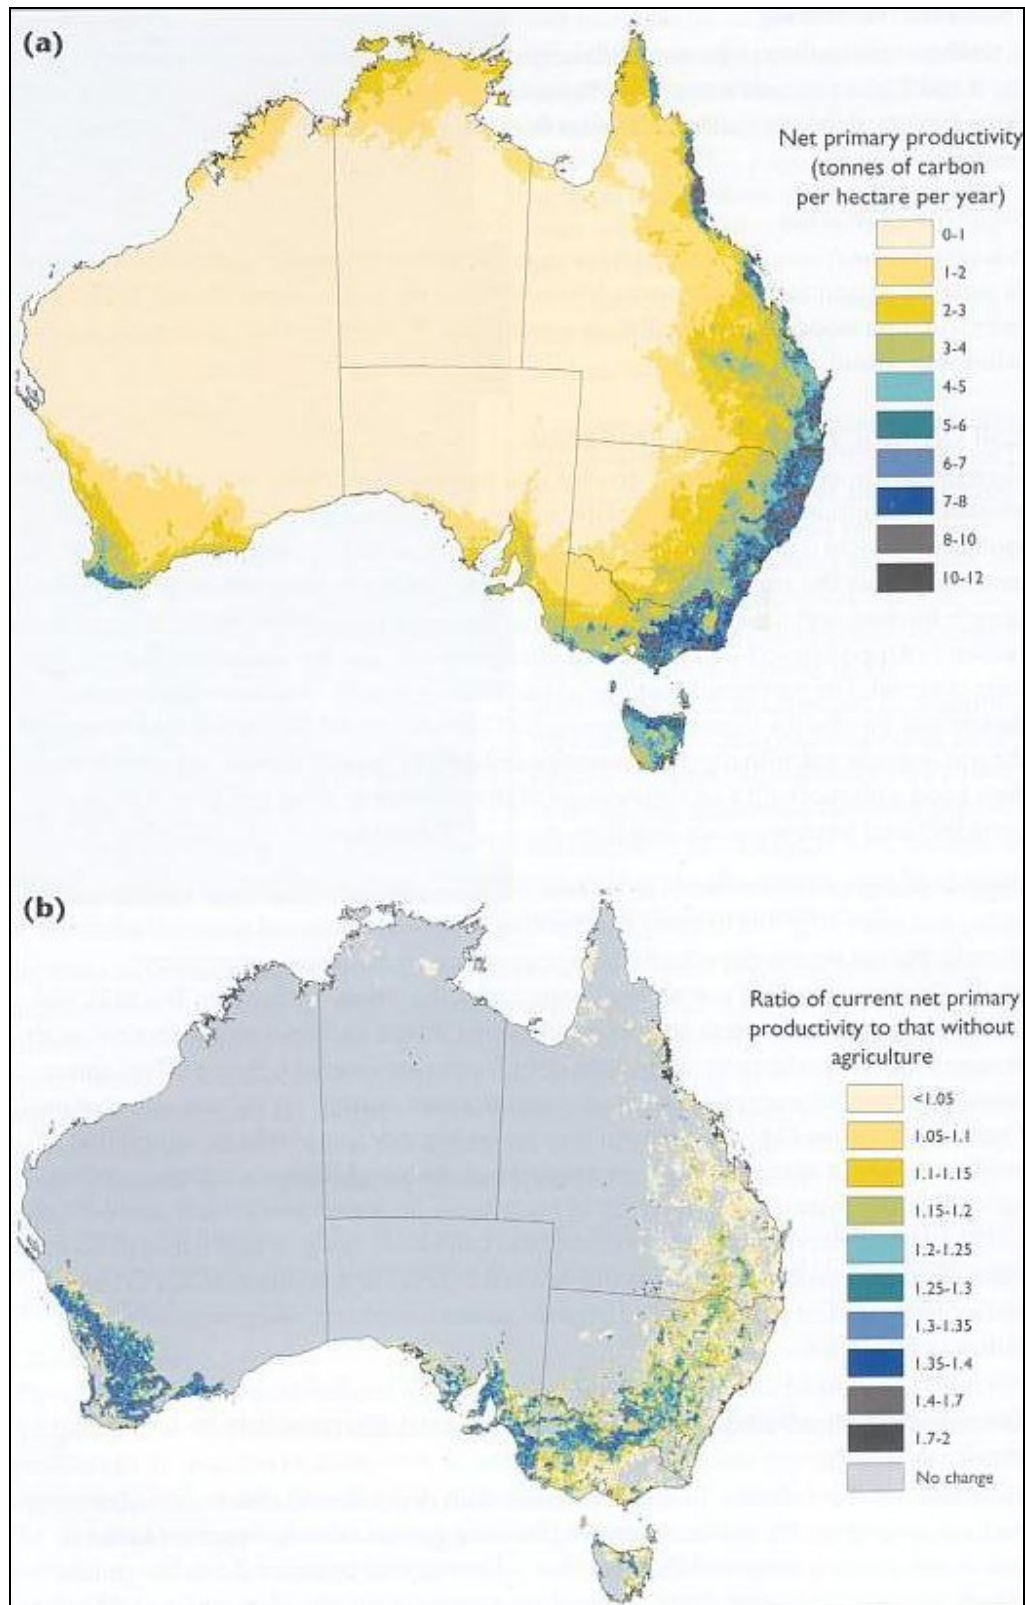 (a)
Net primary productivity
(tonnes of carbon
per hectare per year)
0-1
1-2
2-3
3-4
4-5
5-6
6-7
7-8
8-10
10-12
(b)
Ratio of current net primary
productivity to that without
agriculture
<1.05
1.05-1.1
1.1-1.15
1.15-1.2
1.2-1.25
1.25-1.3
1.3-1.35
1.35-1.4
1.4-1.7
1.7-2
No change